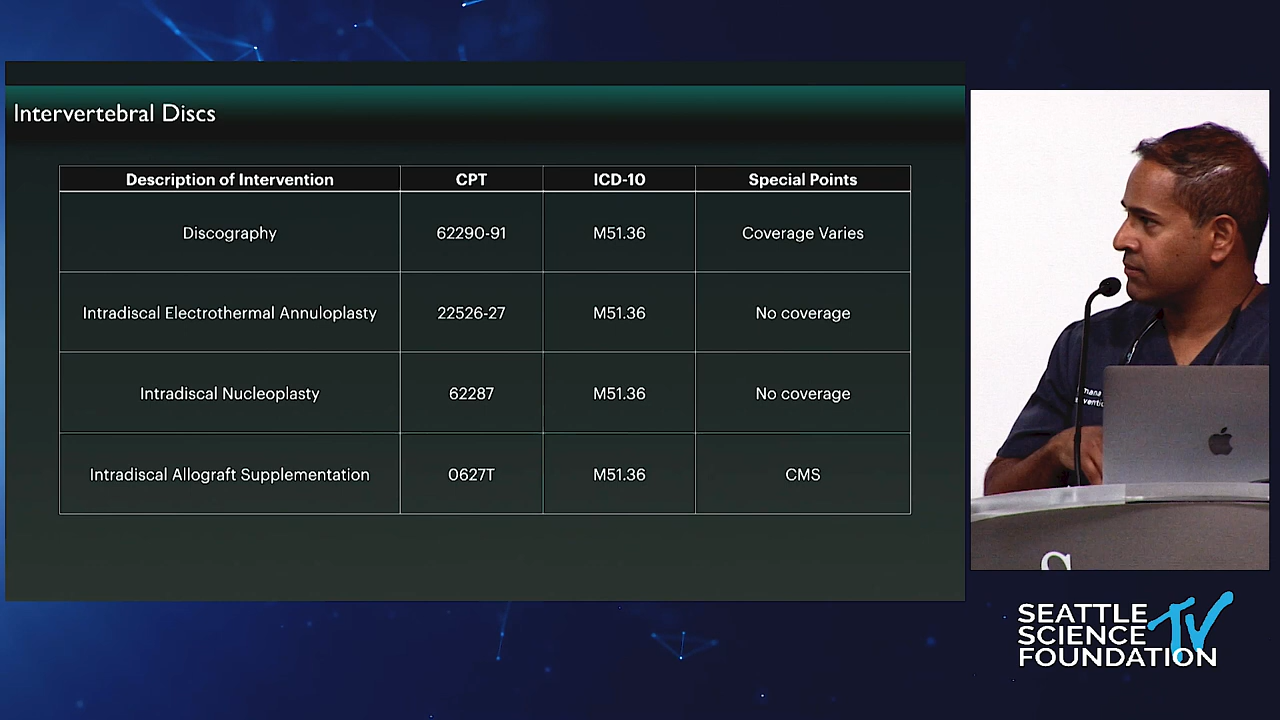 Intervertebral Discs
Description of Intervention CPT ICD-10 Special Points
Discography 62290-91 M51.36 Coverage Varies
Intradiscal Electrothermal Annuloplasty 22526-27 M51.36 No coverage
Intradiscal Nucleoplasty 62287 M51.36 No coverage
Intradiscal Allograft Supplementation 0627T M51.36 CMS
S
SEATTLE
SCIENCE TV
FOUNDATION